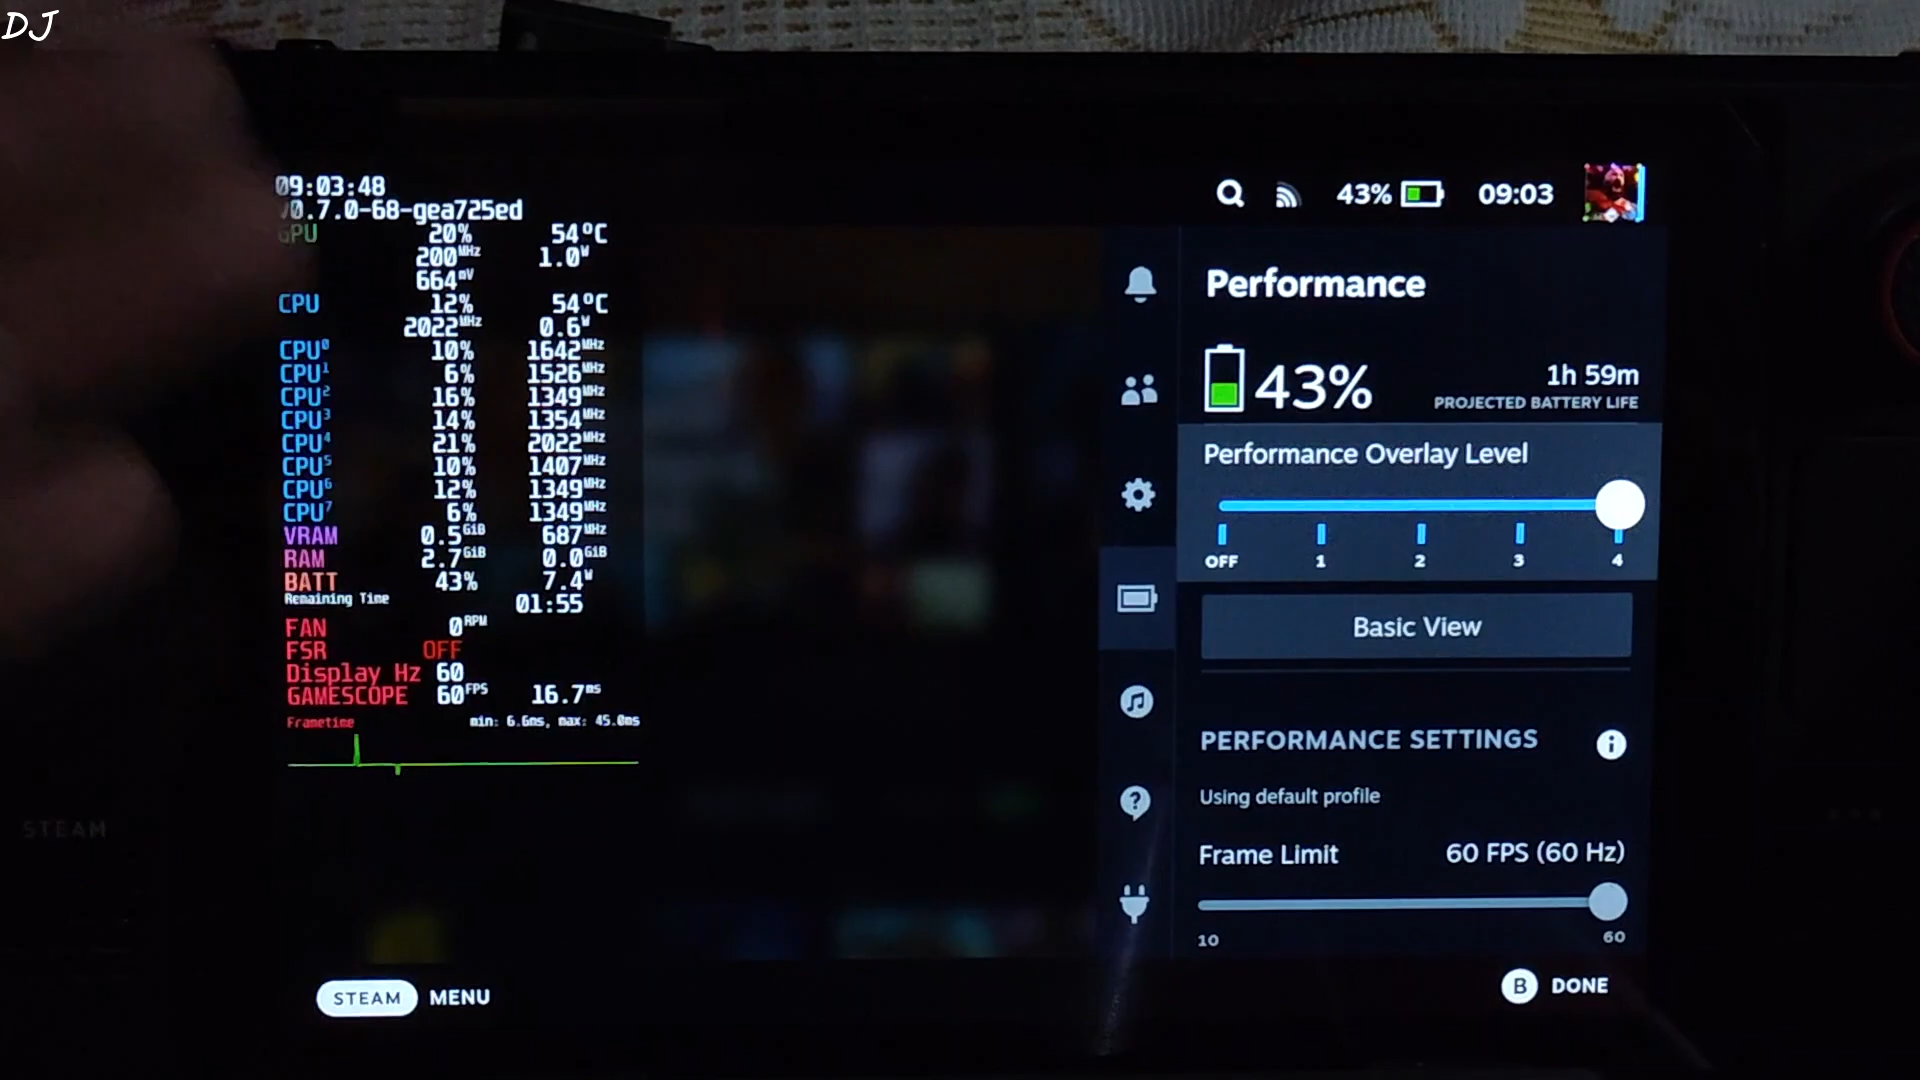 DJ
09:03:48
0.7.0-68-gea725ed
GPU 20% 54°C
200MHz 1.0W
664mV
CPU 12% 54°C
2022MHz 0.6W
CPU0 10% 1642MHz
CPU1 6% 1526MHz
CPU2 16% 1349MHz
CPU3 14% 1354MHz
CPU4 21% 2022MHz
CPU5 10% 1407MHz
CPU6 12% 1349MHz
CPU7 6% 1349MHz
VRAM 0.5GiB 687MHz
RAM 2.7GiB 0.0GiB
BATT 43% 7.4W
Remaining Time 01:55
FAN 0RPM
FSR OFF
Display Hz 60
GAMESCOPE 60FPS 16.7ms
Frametime min: 6.6ms, max: 45.0ms
STEAM
STEAM MENU
43% 09:03
Performance
43% 1h 59m
PROJECTED BATTERY LIFE
Performance Overlay Level
OFF 1 2 3 4
Basic View
PERFORMANCE SETTINGS
Using default profile
Frame Limit 60 FPS (60 Hz)
10 60
B DONE